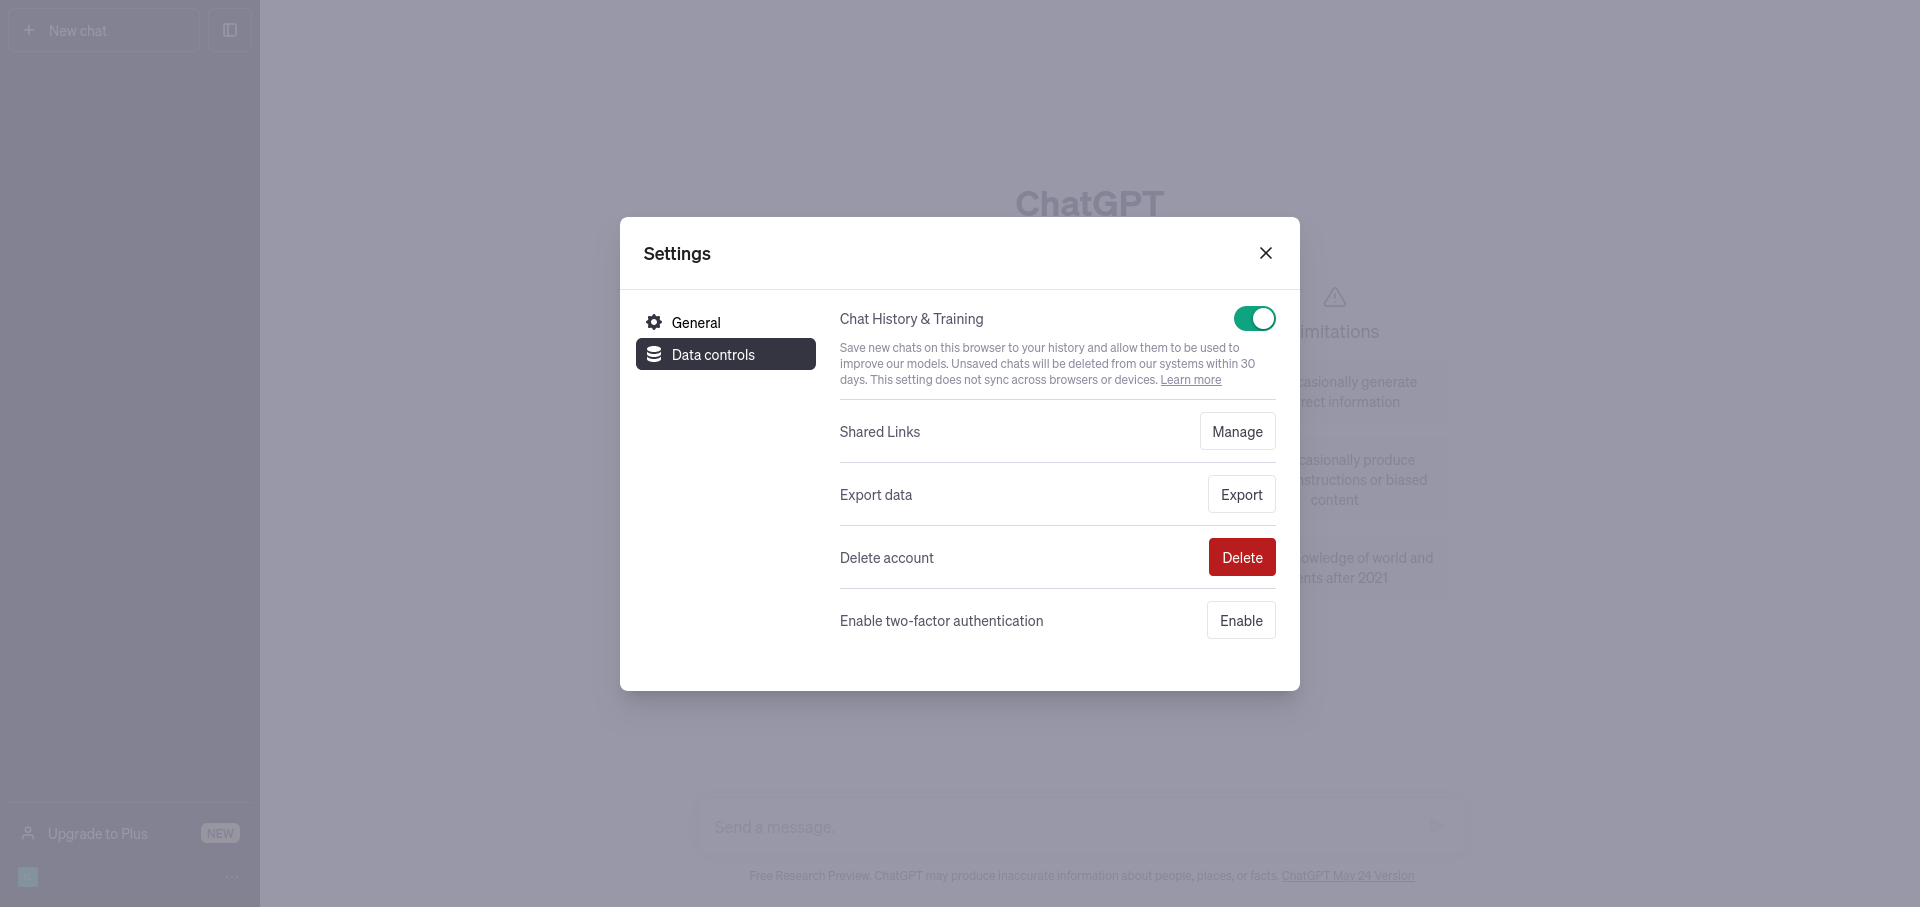 New chat
ChatGPT
Settings
General
Data controls
Chat History & Training
Save new chats on this browser to your history and allow them to be used to
improve our models. Unsaved chats will be deleted from our systems within 30
days. This setting does not sync across browsers or devices. Learn more
Shared Links
Manage
Export data
Export
Delete account
Delete
Enable two-factor authentication
Enable
imitations
casionally generate
rrect information
casionally produce
nstructions or biased
content
owledge of world and
nts after 2021
Upgrade to Plus
NEW
Send a message.
Free Research Preview. ChatGPT may produce inaccurate information about people, places, or facts. ChatGPT May 24 Version